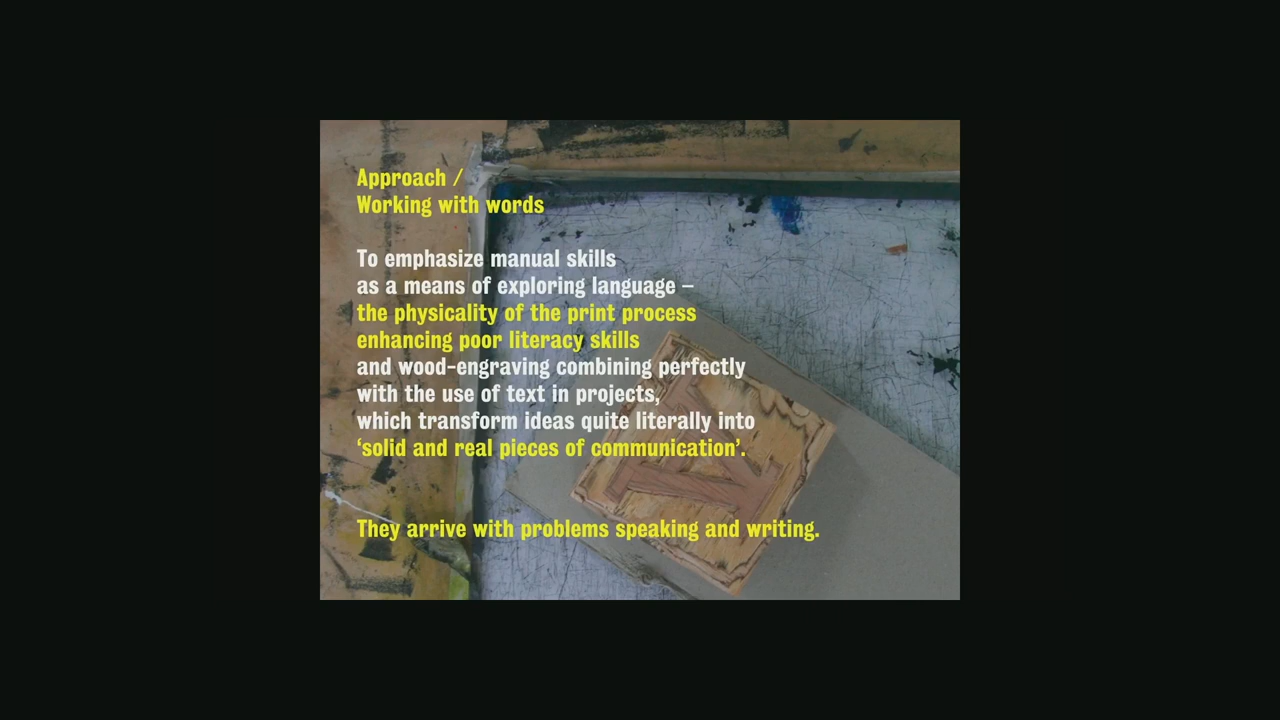 Approach /
Working with words
To emphasize manual skills
as a means of exploring language –
the physicality of the print process
enhancing poor literacy skills
and wood-engraving combining perfectly
with the use of text in projects,
which transform ideas quite literally into
‘solid and real pieces of communication’.
They arrive with problems speaking and writing.